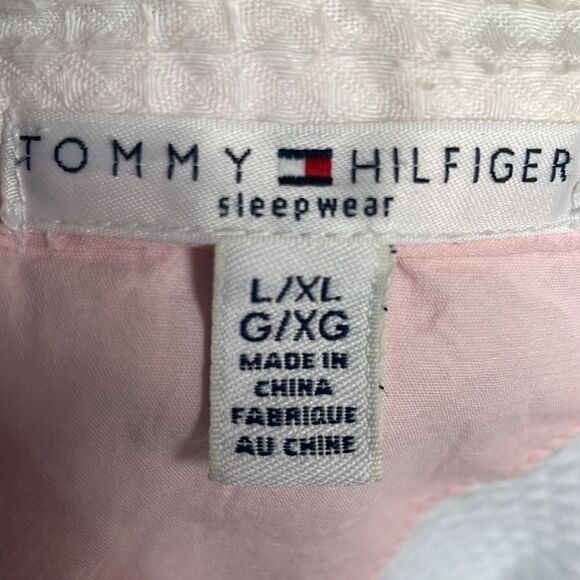 TOMMY HILFIGER
sleepwear
L/XL
G/XG
MADE IN
CHINA
FABRIQUE
AU CHINE